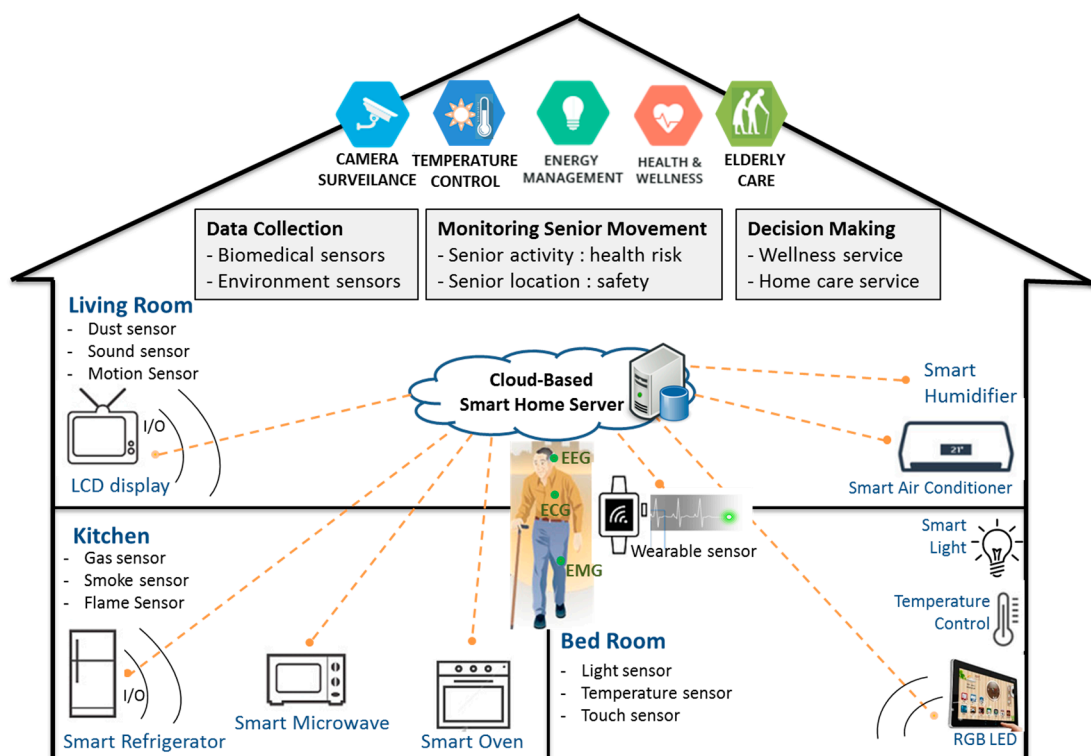 CAMERA
SURVEILANCE
TEMPERATURE
CONTROL
ENERGY
MANAGEMENT
HEALTH &
WELLNESS
ELDERLY
CARE
Data Collection
- Biomedical sensors
- Environment sensors
Monitoring Senior Movement
- Senior activity : health risk
- Senior location : safety
Decision Making
- Wellness service
- Home care service
Living Room
- Dust sensor
- Sound sensor
- Motion Sensor
I/O
LCD display
Cloud-Based
Smart Home Server
Smart
Humidifier
21°
Smart Air Conditioner
EEG
ECG
EMG
Wearable sensor
Kitchen
- Gas sensor
- Smoke sensor
- Flame Sensor
I/O
Smart Refrigerator
Smart Microwave
Smart Oven
Bed Room
- Light sensor
- Temperature sensor
- Touch sensor
Smart
Light
Temperature
Control
RGB LED